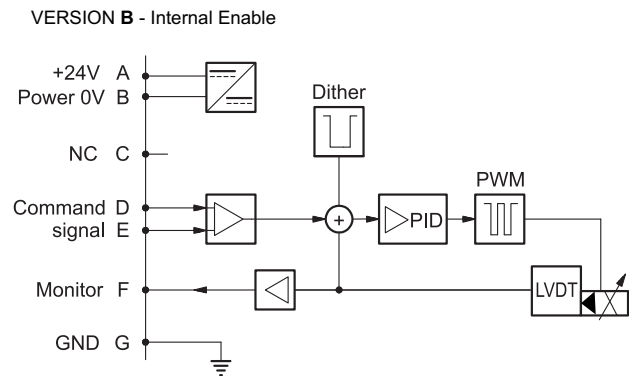 VERSION B - Internal Enable
+24V A
Power 0V B
Dither
NC C
PWM
Command D
signal E
+
PID
Monitor F
LVDT
GND G